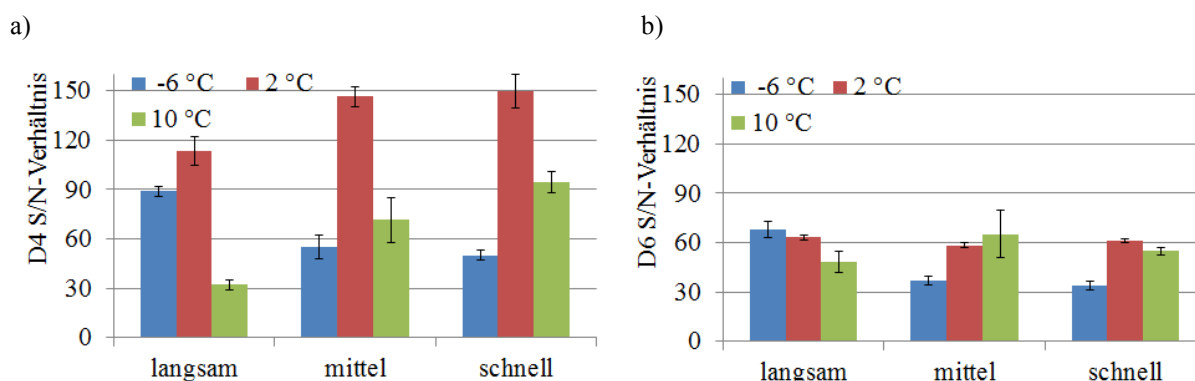 a)
-6 °C 2 °C
10 °C
D4 S/N-Verhältnis
150
120
90
60
30
0
langsam mittel schnell
b)
-6 °C 2 °C
10 °C
D6 S/N-Verhältnis
150
120
90
60
30
0
langsam mittel schnell